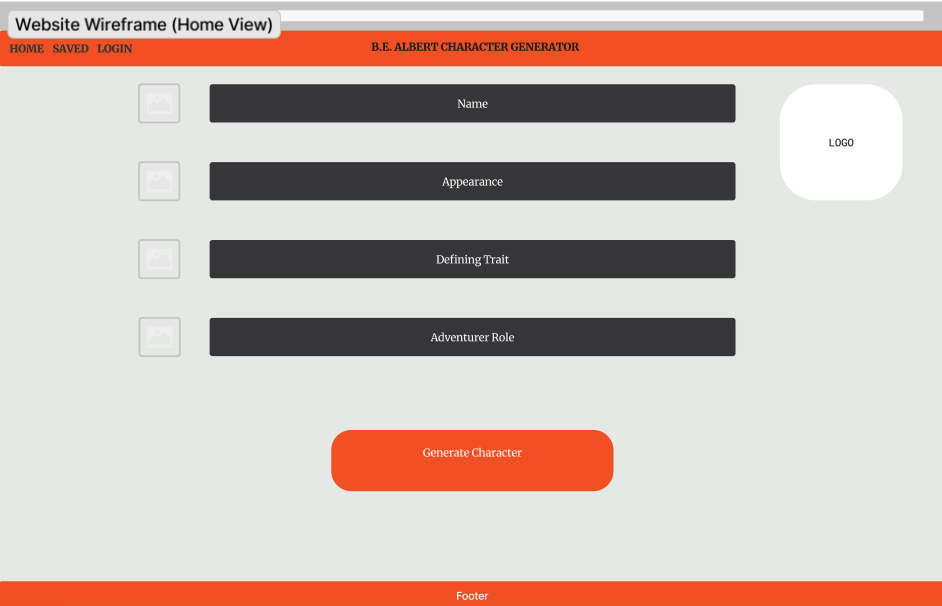 Website Wireframe (Home View)
HOME SAVED LOGIN
B.E. ALBERT CHARACTER GENERATOR
Name
LOGO
Appearance
Defining Trait
Adventurer Role
Generate Character
Footer